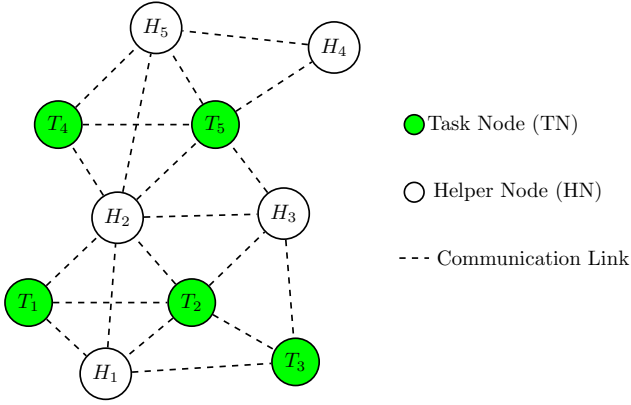 H5
H4
T4
T5
Task Node (TN)
Helper Node (HN)
H2
H3
Communication Link
T1
T2
T3
H1